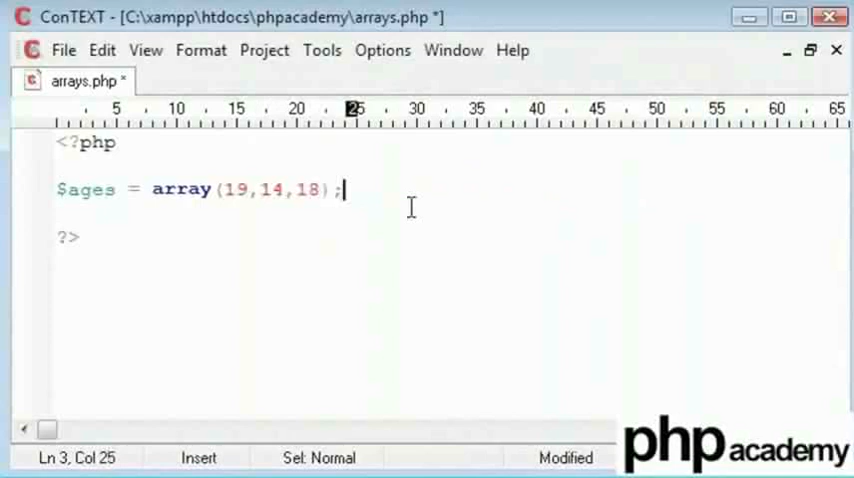 ConTEXT - [C:\xampp\htdocs\phpacademy\arrays.php *]
File Edit View Format Project Tools Options Window Help
arrays.php *
5 10 15 20 25 30 35 40 45 50 55 60 65
<?php
$ages = array(19,14,18);
?>
Ln 3, Col 25 Insert Sel: Normal Modified
php academy